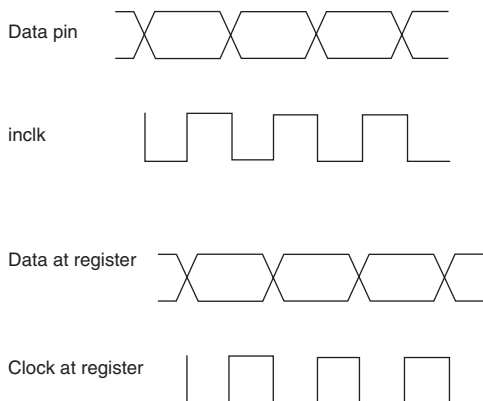 Data pin
inclk
Data at register
Clock at register